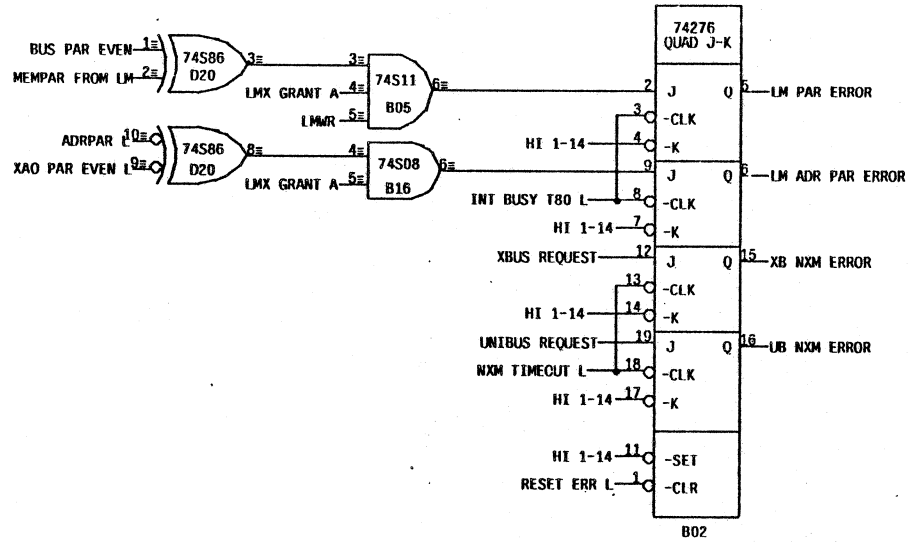 74276
QUAD J-K
BUS PAR EVEN 1≡ 74S86 3≡ 3≡ 74S11 6≡ 2 J Q 5 LM PAR ERROR
MEMPAR FROM LM 2≡ D20 LMX GRANT A 4≡ B05 3 -CLK
LMWR 5≡ HI 1-14 4 -K
ADRPAR L 10≡ 74S86 8≡ 4≡ 74S08 6≡ 9 J Q 6 LM ADR PAR ERROR
XAO PAR EVEN L 9≡ D20 LMX GRANT A 5≡ B16 INT BUSY T80 L 8 -CLK
HI 1-14 7 -K
XBUS REQUEST 12 J Q 15 XB NXM ERROR
13 -CLK
HI 1-14 14 -K
UNIBUS REQUEST 19 J Q 16 UB NXM ERROR
NXM TIMEOUT L 18 -CLK
HI 1-14 17 -K
HI 1-14 11 -SET
RESET ERR L 1 -CLR
B02